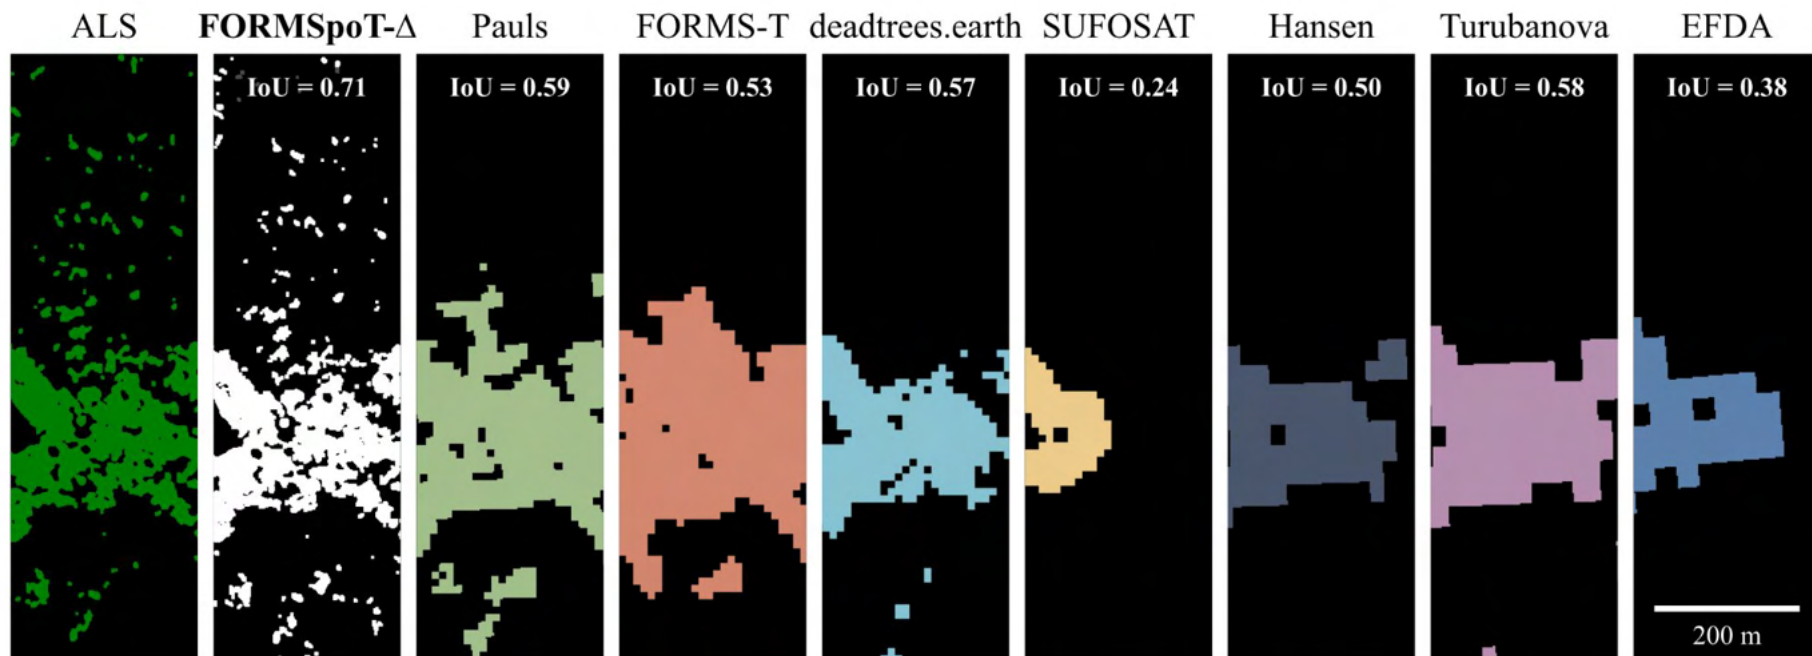 ALS FORMSpoT-Δ Pauls FORMS-T deadtrees.earth SUFOSAT Hansen Turubanova EFDA
IoU = 0.71 IoU = 0.59 IoU = 0.53 IoU = 0.57 IoU = 0.24 IoU = 0.50 IoU = 0.58 IoU = 0.38
200 m